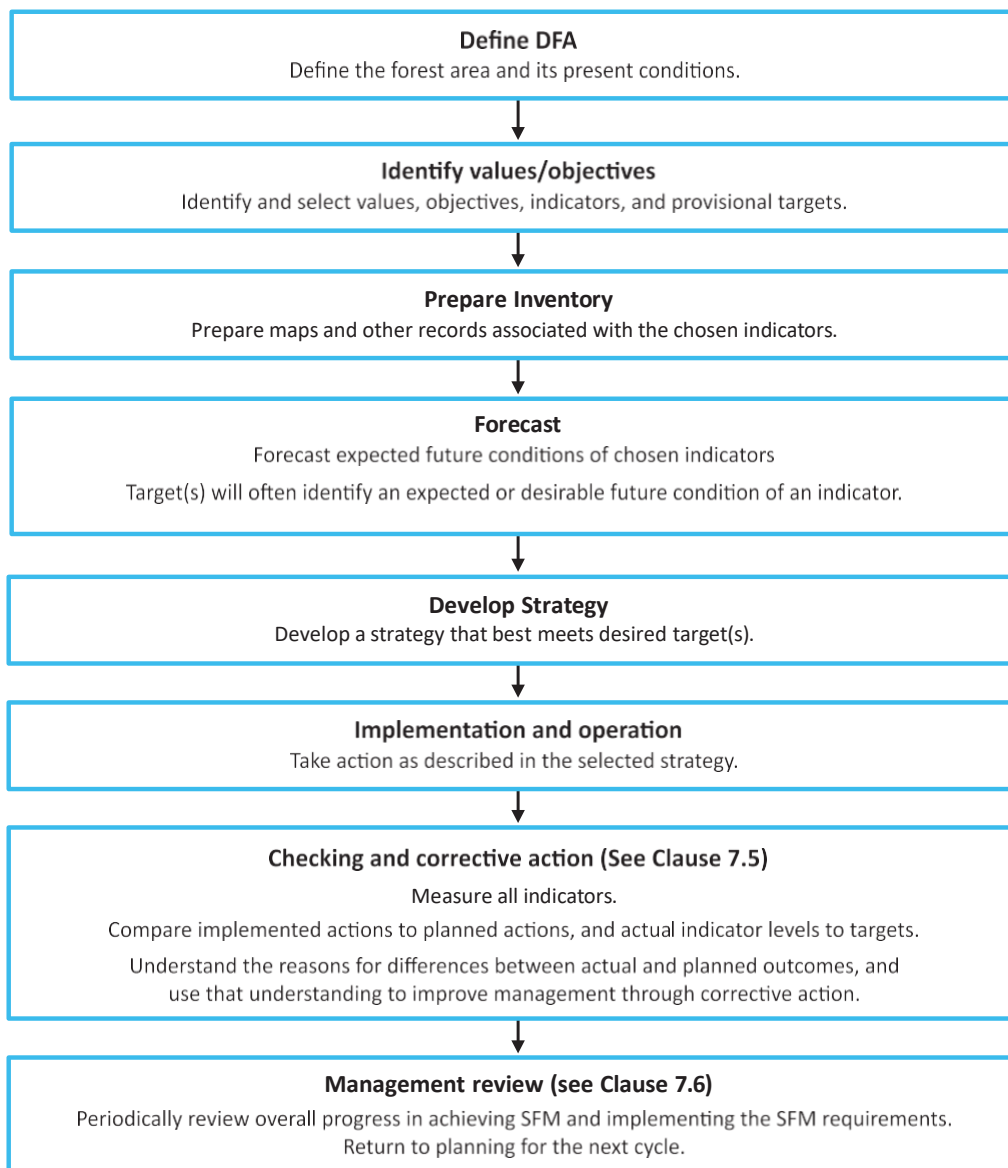 Define DFA
Define the forest area and its present conditions.
Identify values/objectives
Identify and select values, objectives, indicators, and provisional targets.
Prepare Inventory
Prepare maps and other records associated with the chosen indicators.
Forecast
Forecast expected future conditions of chosen indicators
Target(s) will often identify an expected or desirable future condition of an indicator.
Develop Strategy
Develop a strategy that best meets desired target(s).
Implementation and operation
Take action as described in the selected strategy.
Checking and corrective action (See Clause 7.5)
Measure all indicators.
Compare implemented actions to planned actions, and actual indicator levels to targets.
Understand the reasons for differences between actual and planned outcomes, and
use that understanding to improve management through corrective action.
Management review (see Clause 7.6)
Periodically review overall progress in achieving SFM and implementing the SFM requirements.
Return to planning for the next cycle.